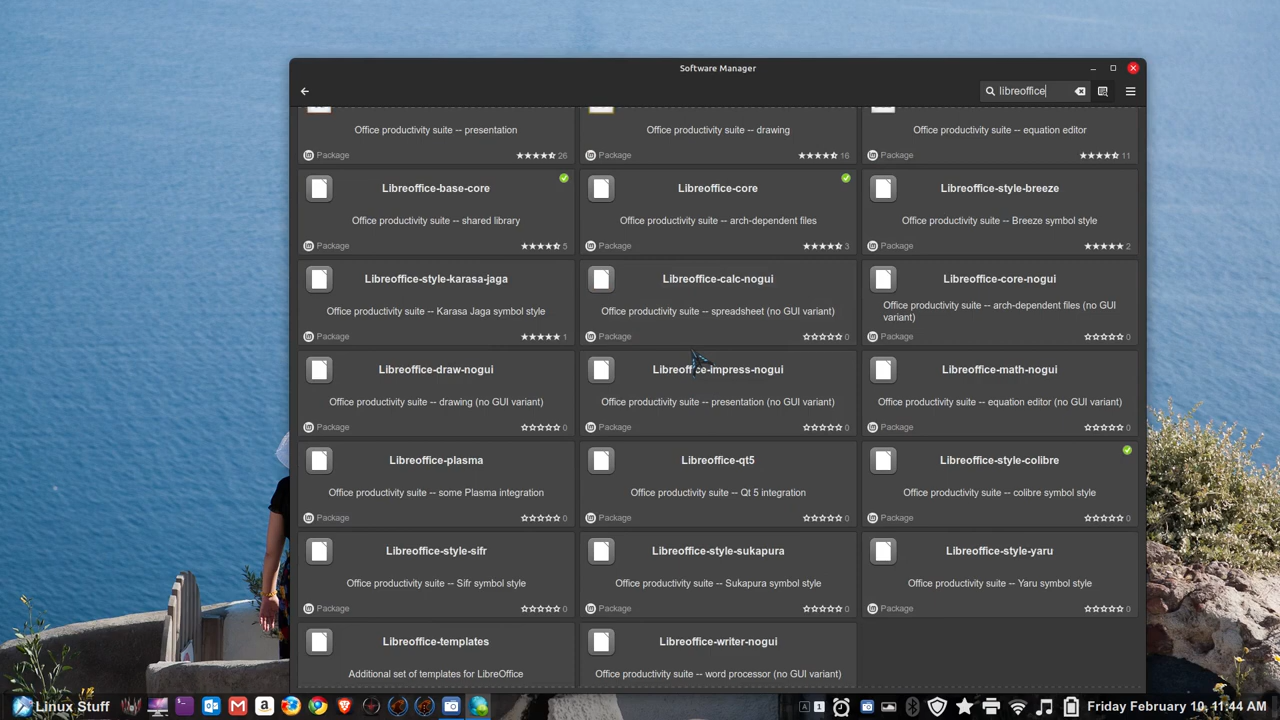 Software Manager
libreoffice
Office productivity suite -- presentation
Package 26
Office productivity suite -- drawing
Package 16
Office productivity suite -- equation editor
Package 11
Libreoffice-base-core
Office productivity suite -- shared library
Package 5
Libreoffice-core
Office productivity suite -- arch-dependent files
Package 3
Libreoffice-style-breeze
Office productivity suite -- Breeze symbol style
Package 2
Libreoffice-style-karasa-jaga
Office productivity suite -- Karasa Jaga symbol style
Package 1
Libreoffice-calc-nogui
Office productivity suite -- spreadsheet (no GUI variant)
Package 0
Libreoffice-core-nogui
Office productivity suite -- arch-dependent files (no GUI
variant)
Package 0
Libreoffice-draw-nogui
Office productivity suite -- drawing (no GUI variant)
Package 0
Libreoffice-impress-nogui
Office productivity suite -- presentation (no GUI variant)
Package 0
Libreoffice-math-nogui
Office productivity suite -- equation editor (no GUI variant)
Package 0
Libreoffice-plasma
Office productivity suite -- some Plasma integration
Package 0
Libreoffice-qt5
Office productivity suite -- Qt 5 integration
Package 0
Libreoffice-style-colibre
Office productivity suite -- colibre symbol style
Package 0
Libreoffice-style-sifr
Office productivity suite -- Sifr symbol style
Package 0
Libreoffice-style-sukapura
Office productivity suite -- Sukapura symbol style
Package 0
Libreoffice-style-yaru
Office productivity suite -- Yaru symbol style
Package 0
Libreoffice-templates
Additional set of templates for LibreOffice
Libreoffice-writer-nogui
Office productivity suite -- word processor (no GUI variant)
Linux Stuff A 1 Friday February 10, 11:44 AM